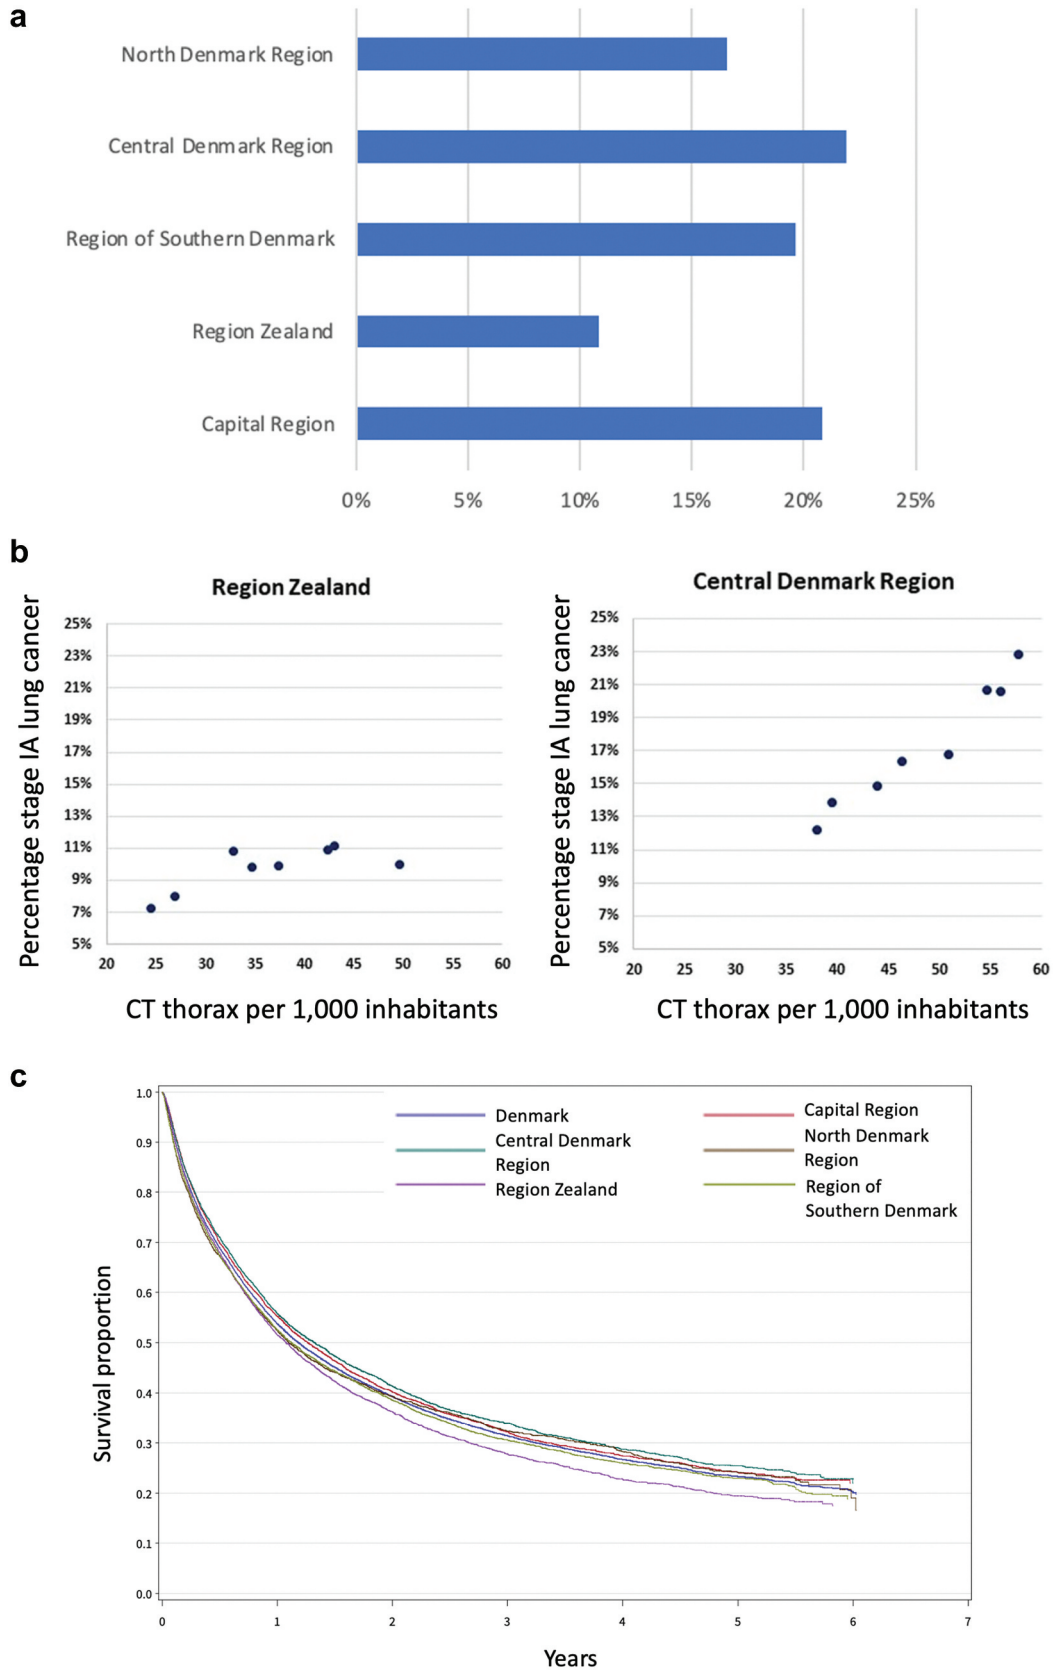 a
North Denmark Region
Central Denmark Region
Region of Southern Denmark
Region Zealand
Capital Region
0% 5% 10% 15% 20% 25%
b
Region Zealand
Percentage stage IA lung cancer
25%
23%
21%
19%
17%
15%
13%
11%
9%
7%
5%
20 25 30 35 40 45 50 55 60
CT thorax per 1,000 inhabitants
Central Denmark Region
Percentage stage IA lung cancer
25%
23%
21%
19%
17%
15%
13%
11%
9%
7%
5%
20 25 30 35 40 45 50 55 60
CT thorax per 1,000 inhabitants
c
Survival proportion
1.0
0.9
0.8
0.7
0.6
0.5
0.4
0.3
0.2
0.1
0.0
Denmark
Central Denmark
Region
Region Zealand
Capital Region
North Denmark
Region
Region of
Southern Denmark
0 1 2 3 4 5 6 7
Years